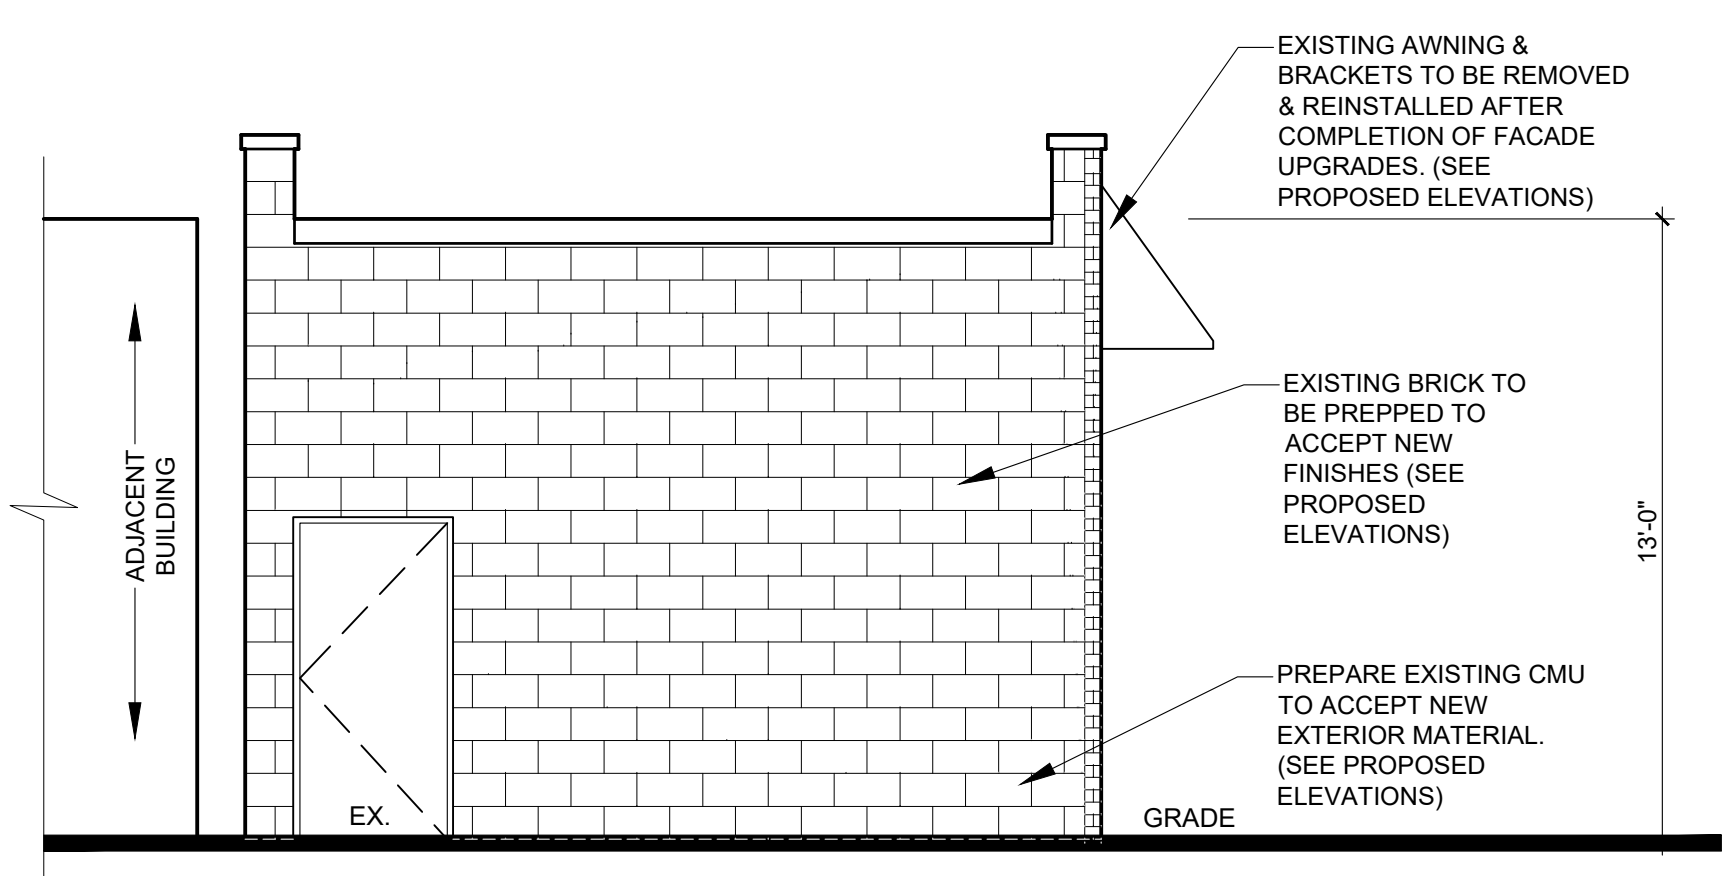 EXISTING AWNING &
BRACKETS TO BE REMOVED
& REINSTALLED AFTER
COMPLETION OF FACADE
UPGRADES. (SEE
PROPOSED ELEVATIONS)
EXISTING BRICK TO
BE PREPPED TO
ACCEPT NEW
FINISHES (SEE
PROPOSED
ELEVATIONS)
ADJACENT
BUILDING
13'-0"
PREPARE EXISTING CMU
TO ACCEPT NEW
EXTERIOR MATERIAL.
(SEE PROPOSED
ELEVATIONS)
EX.
GRADE